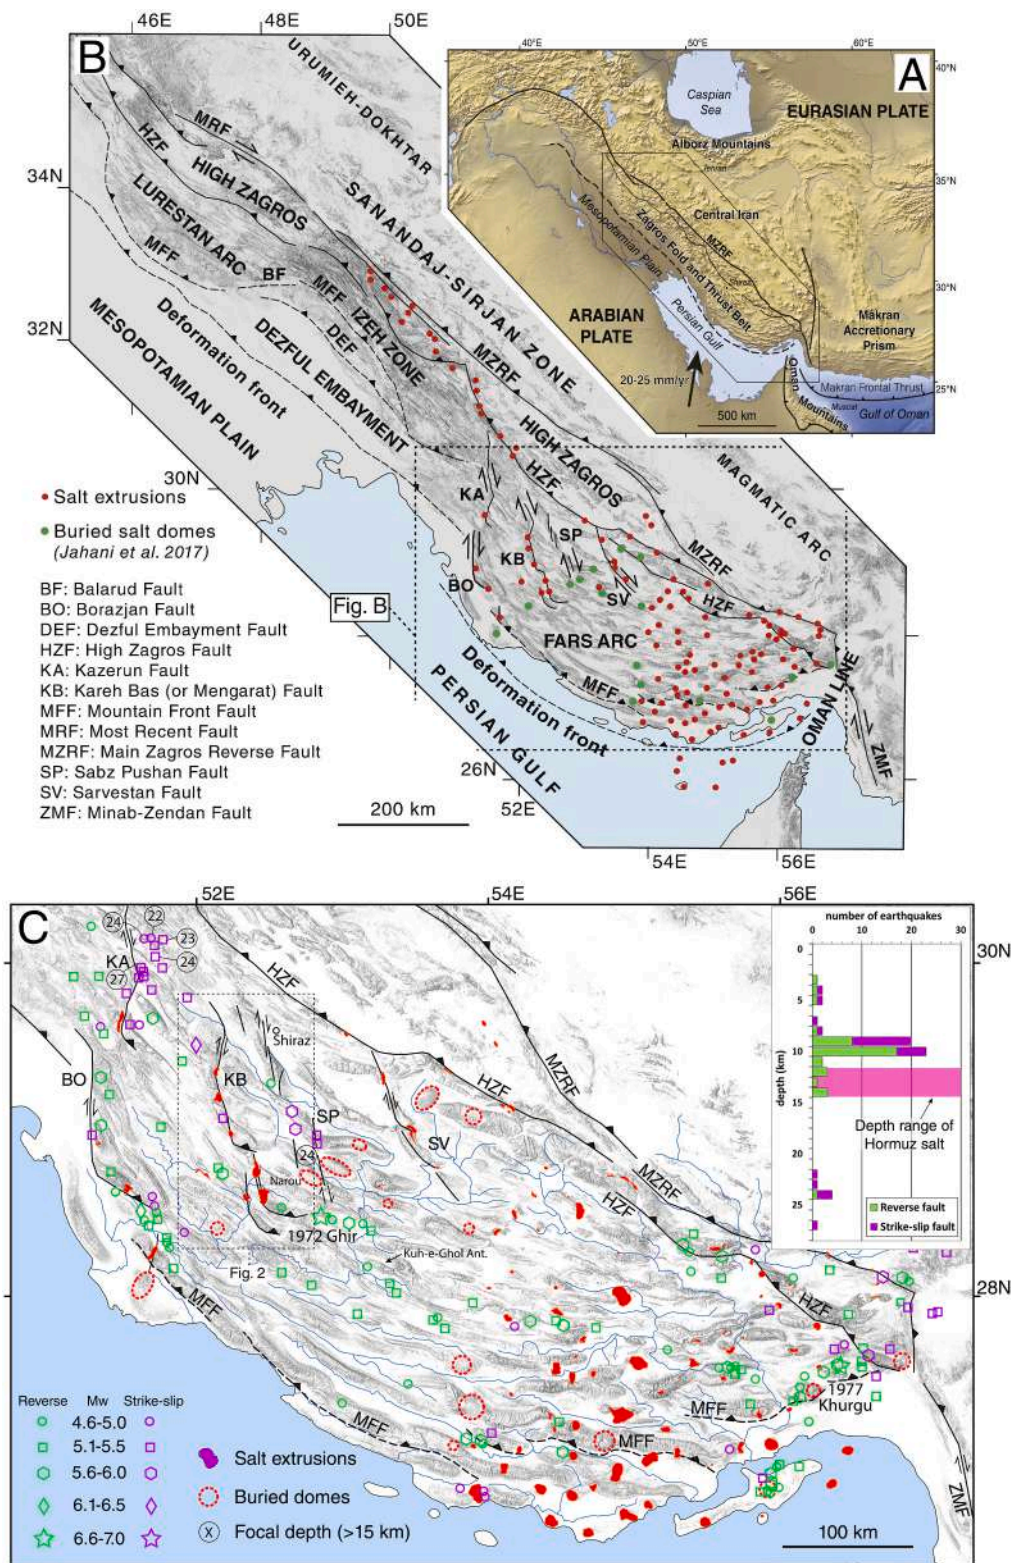 46E
48E
50E
B
URUMIEH-DOKHTAR
MRF
HZF
HIGH ZAGROS
34N
LURESTAN ARC
SANANDAJ-SIRJAN ZONE
MFF
BF
MFF
IZEH ZONE
32N
MESOPOTAMIAN PLAIN
Deformation front
DEZFUL EMBAYMENT
DEF
MZRF
HIGH ZAGROS
30N
HZF
MAGMATIC ARC
KA
SP
KB
MZRF
BO
SV
HZF
FARS ARC
MFF
Deformation front
PERSIAN GULF
OMAN LINE
ZMF
26N
52E
54E
56E
Salt extrusions
Buried salt domes
(Jahani et al. 2017)
BF: Balarud Fault
BO: Borazjan Fault
DEF: Dezful Embayment Fault
HZF: High Zagros Fault
KA: Kazerun Fault
KB: Kareh Bas (or Mengarat) Fault
MFF: Mountain Front Fault
MRF: Most Recent Fault
MZRF: Main Zagros Reverse Fault
SP: Sabz Pushan Fault
SV: Sarvestan Fault
ZMF: Minab-Zendan Fault
Fig. B
200 km
40°E
50°E
60°E
A
40°N
Caspian
Sea
EURASIAN PLATE
Alborz Mountains
Tehran
35°N
Mesopotamian Plain
Central Iran
Zagros Fold and Thrust Belt
MZRF
Shiraz
30°N
ARABIAN
PLATE
Persian Gulf
Makran
Accretionary
Prism
20-25 mm/yr
Oman
Mountains
Makran Frontal Thrust
25°N
Muscat
Gulf of Oman
500 km
C
52E
54E
56E
30N
28N
24
22
23
24
27
KA
HZF
Shiraz
BO
KB
SP
24
SV
HZF
MZRF
MZRF
Narou
1972 Ghir
Kuh-e-Ghol Ant.
Fig. 2
HZF
HZF
MFF
MFF
MFF
MFF
1977
Khurgu
ZMF
number of earthquakes
0 10 20 30
depth (km)
0
5
10
15
20
25
Depth range of
Hormuz salt
Reverse fault
Strike-slip fault
Reverse Mw Strike-slip
4.6-5.0
5.1-5.5
5.6-6.0
6.1-6.5
6.6-7.0
Salt extrusions
Buried domes
X Focal depth (>15 km)
100 km